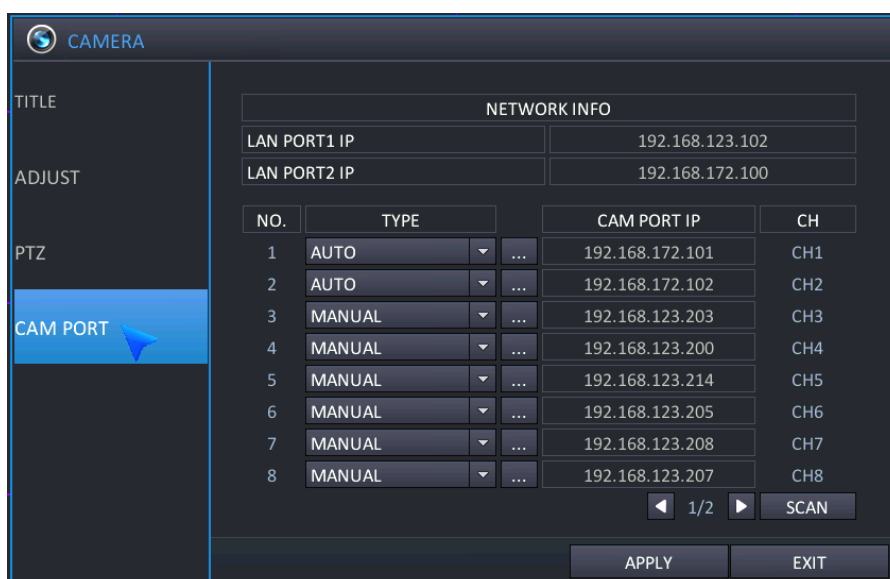 CAMERA
TITLE
ADJUST
PTZ
CAM PORT
NETWORK INFO
LAN PORT1 IP 192.168.123.102
LAN PORT2 IP 192.168.172.100
NO. TYPE CAM PORT IP CH
1 AUTO ... 192.168.172.101 CH1
2 AUTO ... 192.168.172.102 CH2
3 MANUAL ... 192.168.123.203 CH3
4 MANUAL ... 192.168.123.200 CH4
5 MANUAL ... 192.168.123.214 CH5
6 MANUAL ... 192.168.123.205 CH6
7 MANUAL ... 192.168.123.208 CH7
8 MANUAL ... 192.168.123.207 CH8
1/2 SCAN
APPLY EXIT